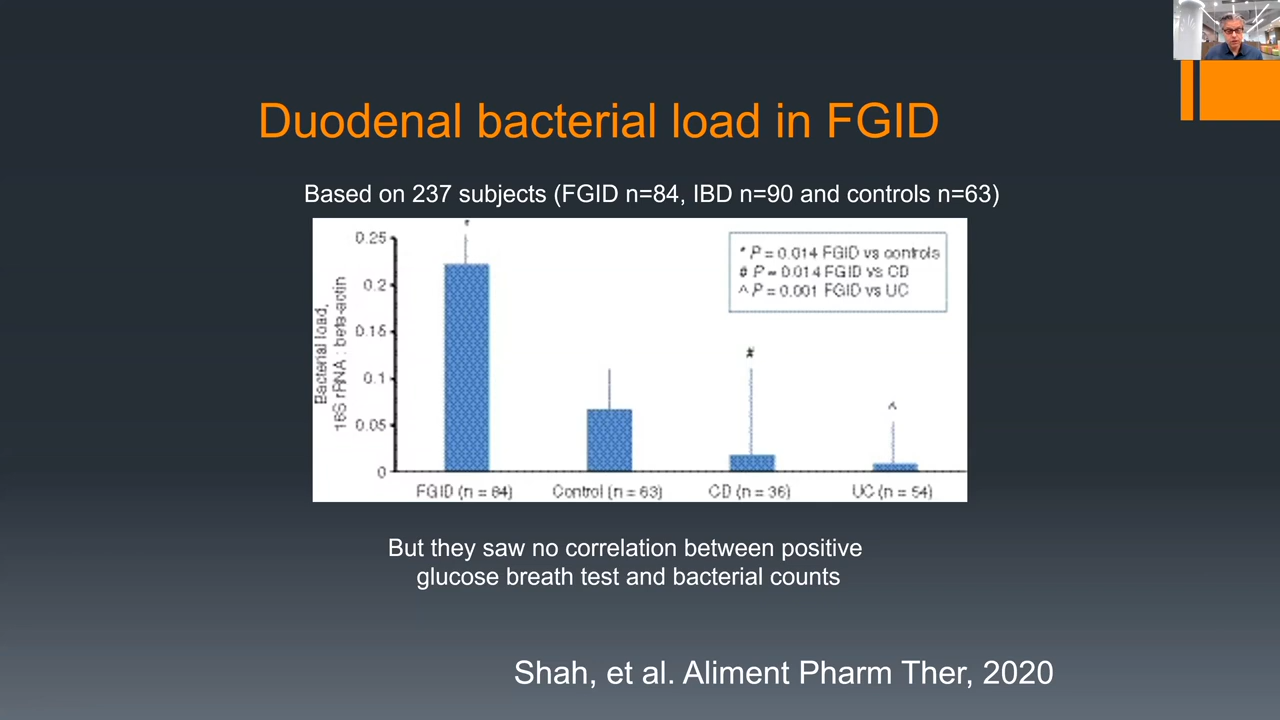 Duodenal bacterial load in FGID
Based on 237 subjects (FGID n=84, IBD n=90 and controls n=63)
*
0.25
0.2
0.15
0.1
0.05
0
Bacterial load,
16S rRNA : beta-actin
* P = 0.014 FGID vs controls
# P = 0.014 FGID vs CD
^ P = 0.001 FGID vs UC
#
^
FGID (n = 84)
Control (n = 63)
CD (n = 36)
UC (n = 54)
But they saw no correlation between positive
glucose breath test and bacterial counts
Shah, et al. Aliment Pharm Ther, 2020